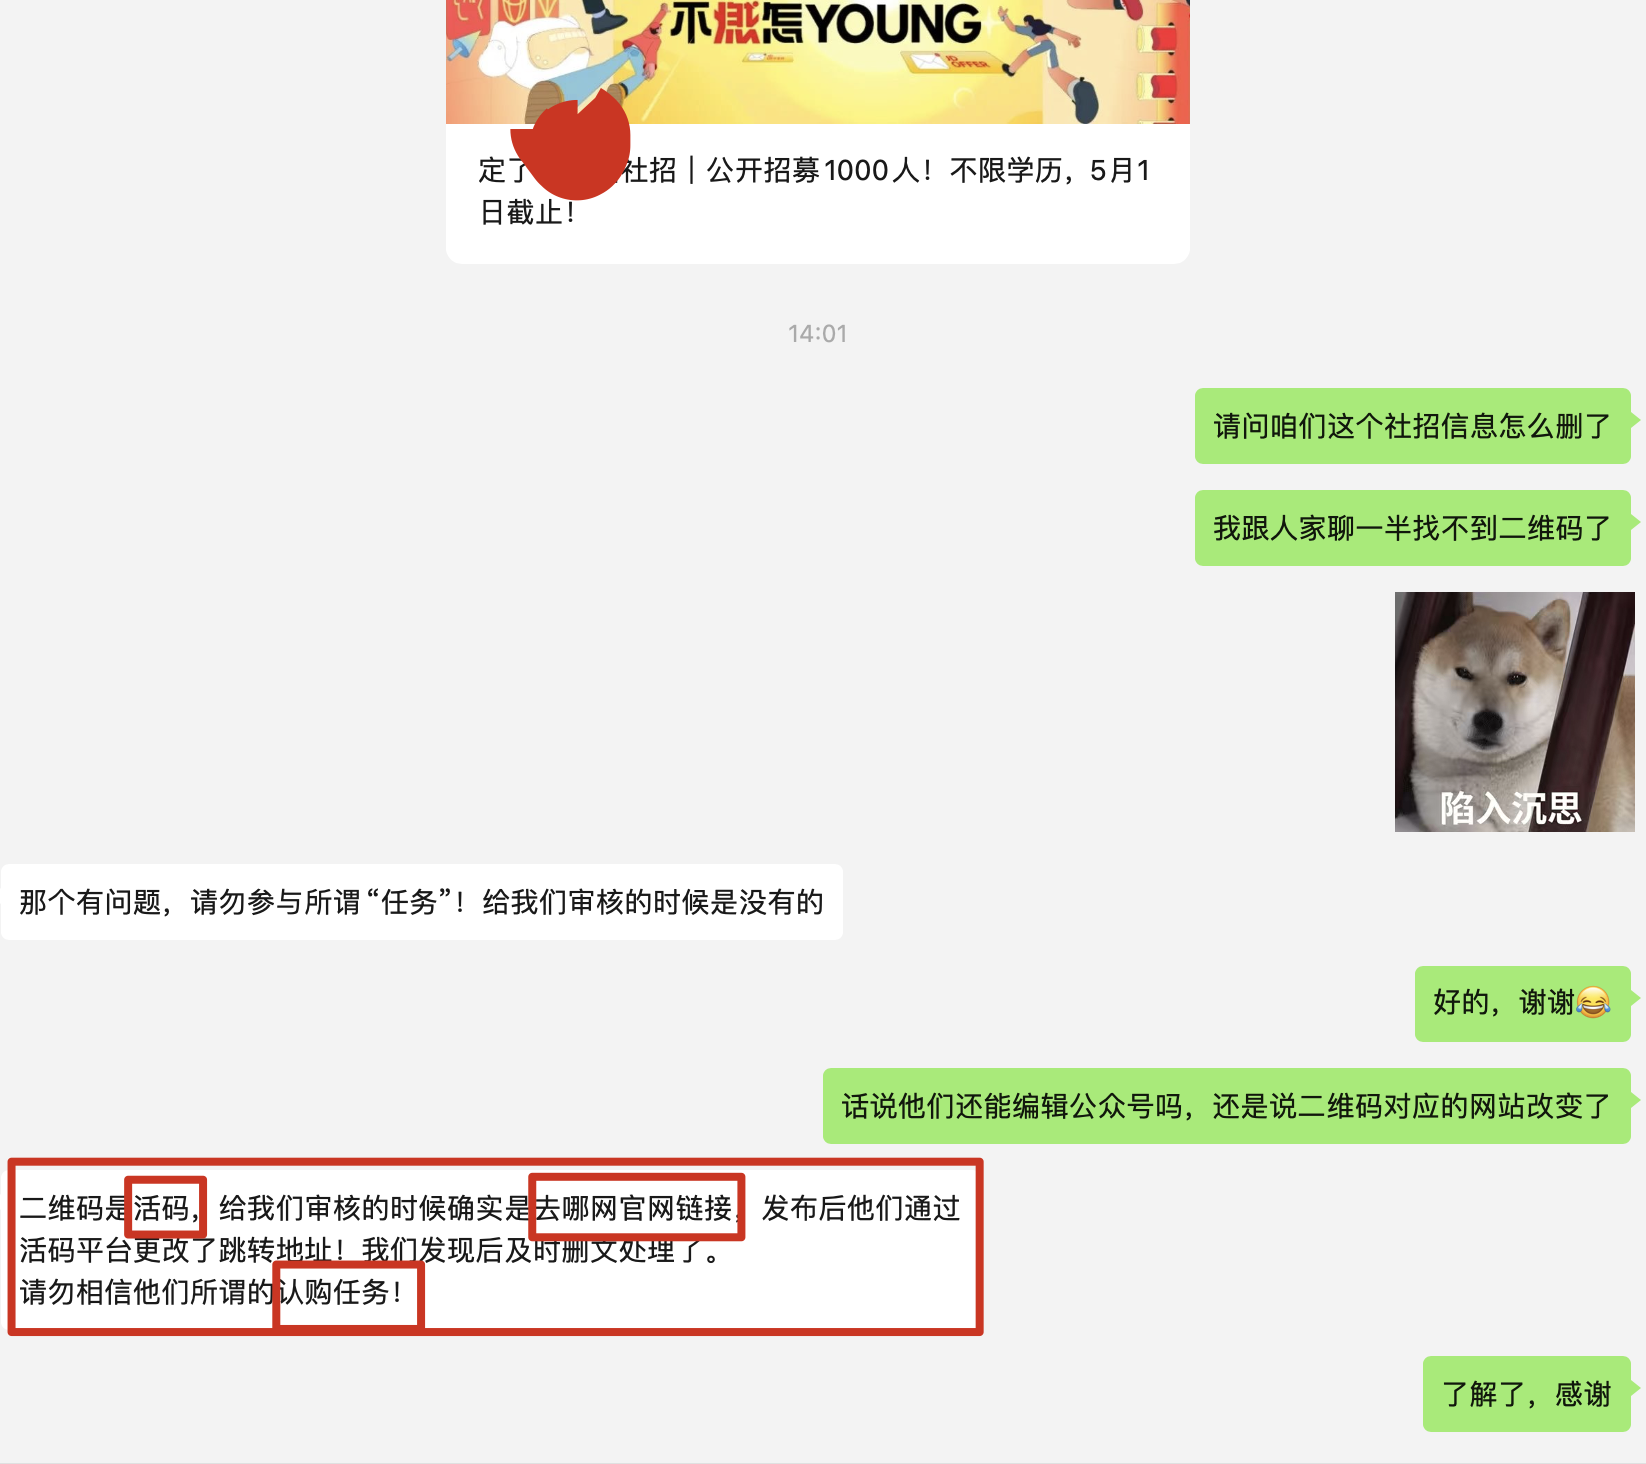 不燃怎YOUNG
JD OFFER
定了 社招｜公开招募1000人！不限学历，5月1
日截止！
14:01
请问咱们这个社招信息怎么删了
我跟人家聊一半找不到二维码了
陷入沉思
那个有问题，请勿参与所谓“任务”！给我们审核的时候是没有的
好的，谢谢😂
话说他们还能编辑公众号吗，还是说二维码对应的网站改变了
二维码是活码，给我们审核的时候确实是去哪网官网链接，发布后他们通过
活码平台更改了跳转地址！我们发现后及时删文处理了。
请勿相信他们所谓的认购任务！
了解了，感谢